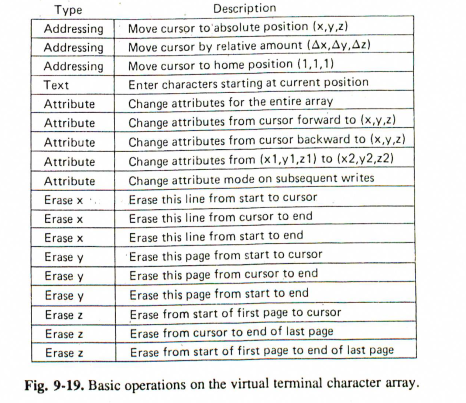 Type Description
Addressing Move cursor to absolute position (x,y,z)
Addressing Move cursor by relative amount (Δx,Δy,Δz)
Addressing Move cursor to home position (1,1,1)
Text Enter characters starting at current position
Attribute Change attributes for the entire array
Attribute Change attributes from cursor forward to (x,y,z)
Attribute Change attributes from cursor backward to (x,y,z)
Attribute Change attributes from (x1,y1,z1) to (x2,y2,z2)
Attribute Change attribute mode on subsequent writes
Erase x Erase this line from start to cursor
Erase x Erase this line from cursor to end
Erase x Erase this line from start to end
Erase y Erase this page from start to cursor
Erase y Erase this page from cursor to end
Erase y Erase this page from start to end
Erase z Erase from start of first page to cursor
Erase z Erase from cursor to end of last page
Erase z Erase from start of first page to end of last page
Fig. 9-19. Basic operations on the virtual terminal character array.